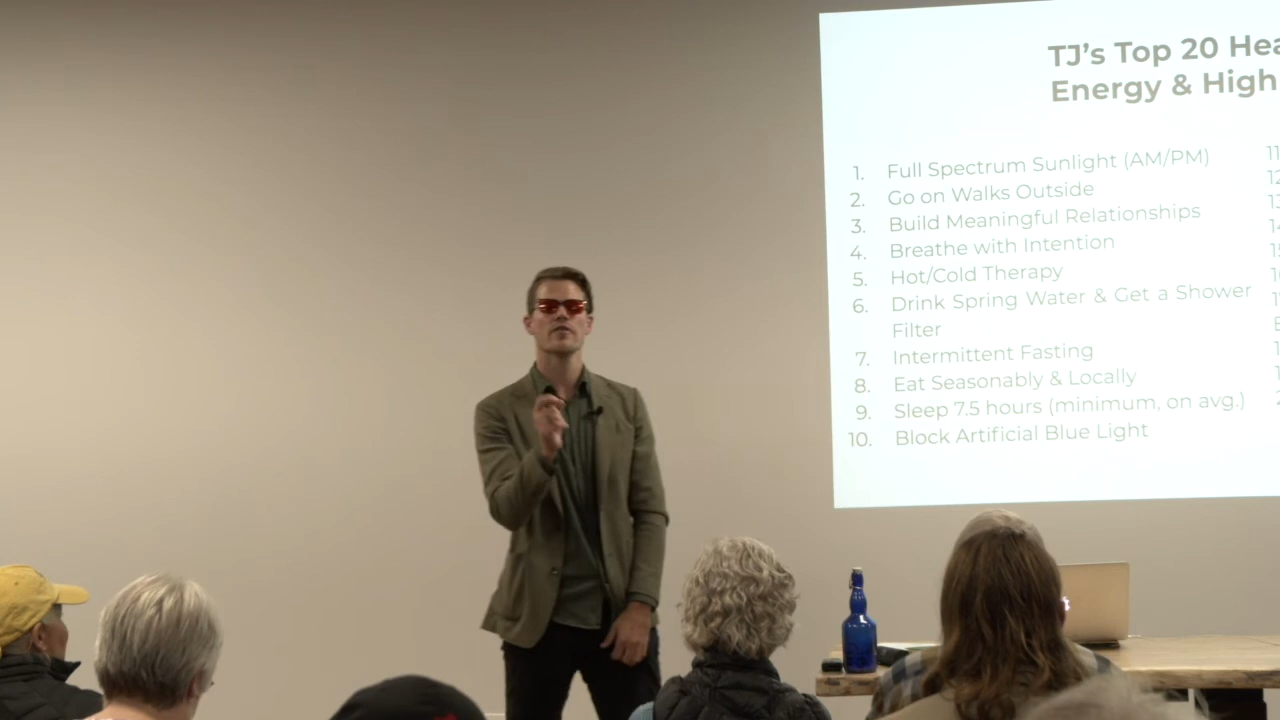 TJ's Top 20
Energy & High
1. Full Spectrum Sunlight (AM/PM)
2. Go on Walks Outside
3. Build Meaningful Relationships
4. Breathe with Intention
5. Hot/Cold Therapy
6. Drink Spring Water & Get a Shower
Filter
7. Intermittent Fasting
8. Eat Seasonably & Locally
9. Sleep 7.5 hours (minimum, on avg.)
10. Block Artificial Blue Light
11
12